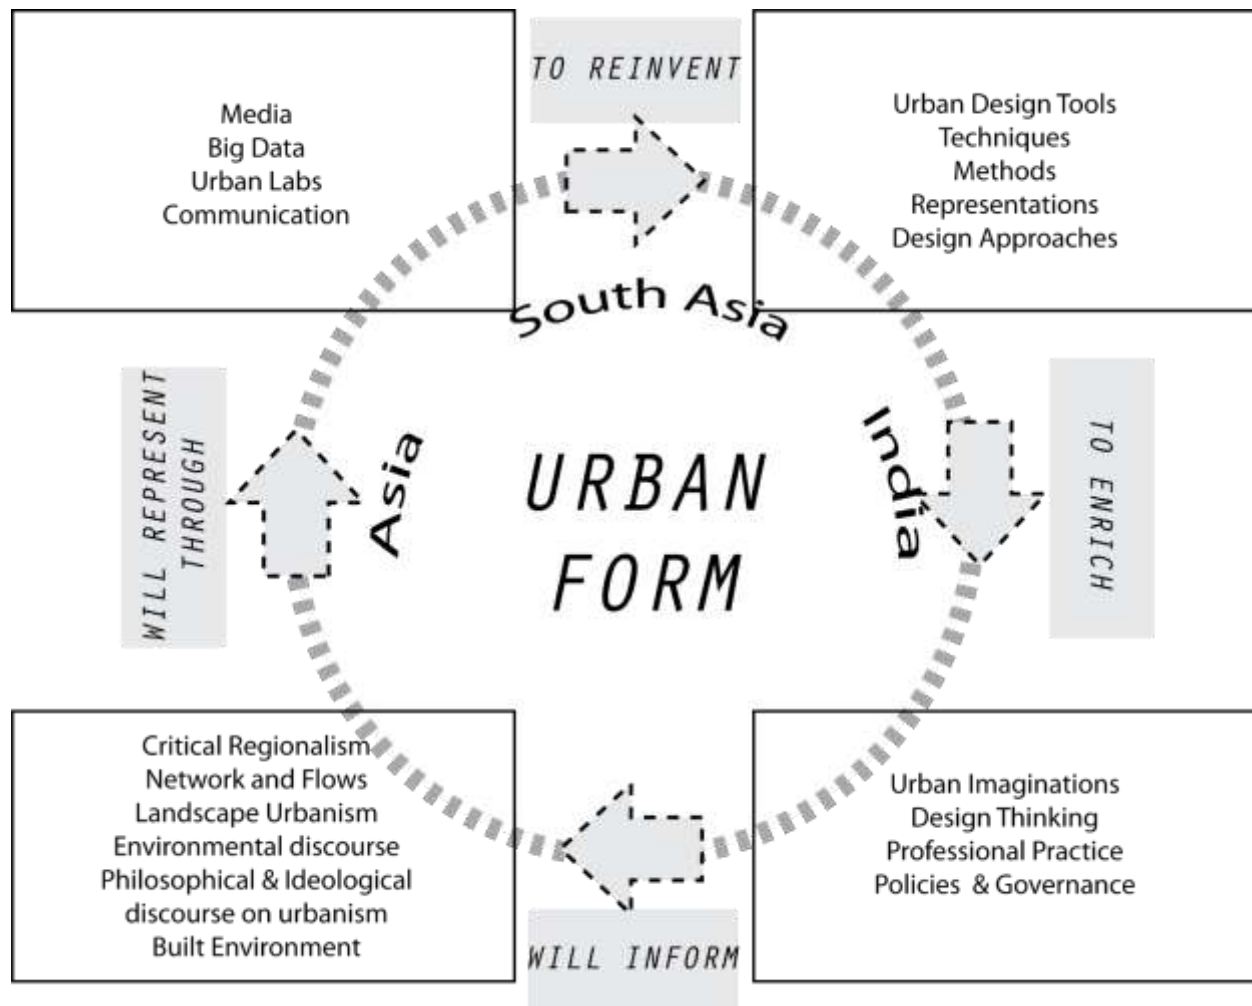 TO REINVENT
Media
Big Data
Urban Labs
Communication
Urban Design Tools
Techniques
Methods
Representations
Design Approaches
South Asia
WILL REPRESENT
THROUGH
Asia
URBAN
FORM
India
TO ENRICH
Critical Regionalism
Network and Flows
Landscape Urbanism
Environmental discourse
Philosophical & Ideological
discourse on urbanism
Built Environment
Urban Imaginations
Design Thinking
Professional Practice
Policies & Governance
WILL INFORM